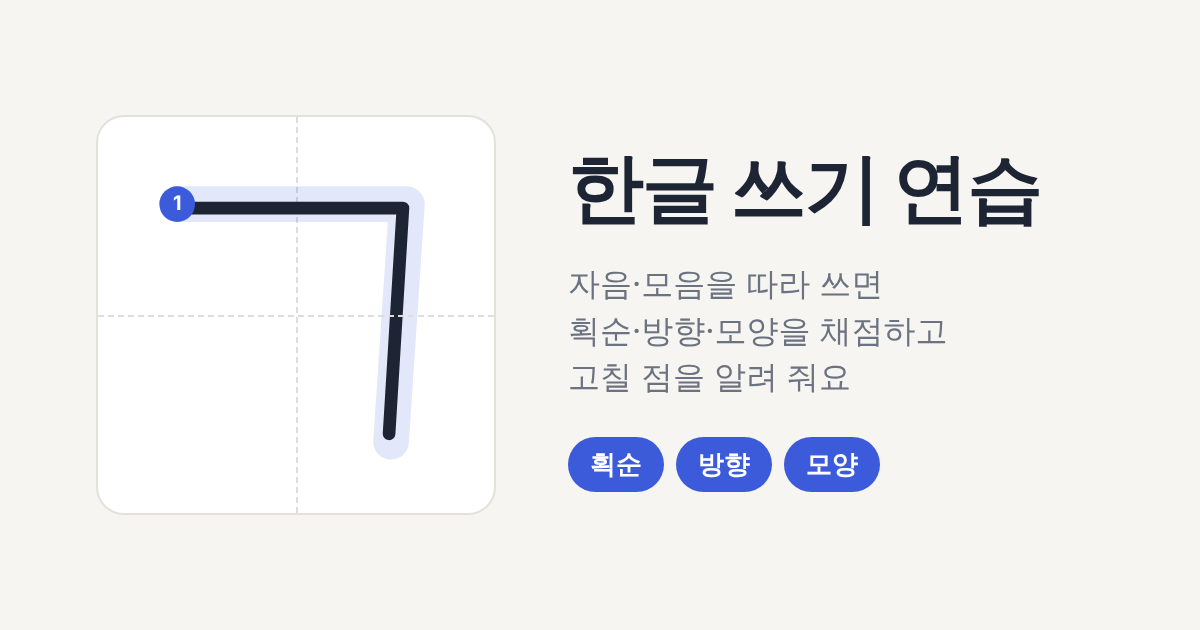 1
ㄱ
한글 쓰기 연습
자음·모음을 따라 쓰면
획순·방향·모양을 채점하고
고칠 점을 알려 줘요
획순 방향 모양